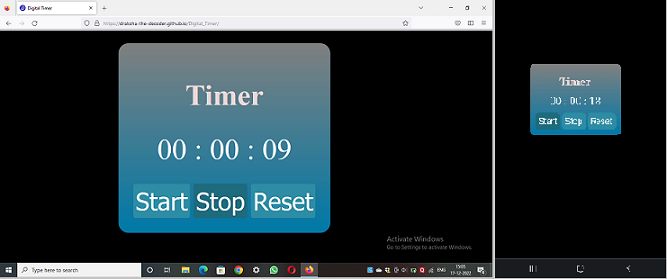 Digital Timer
https://draksha-the-decoder.github.io/Digital_Timer/
Timer
00 : 00 : 09
Start Stop Reset
Activate Windows
Go to Settings to activate Windows.
Type here to search
ENG
15:05
17-12-2022
Timer
00 : 00 : 18
Start Stop Reset